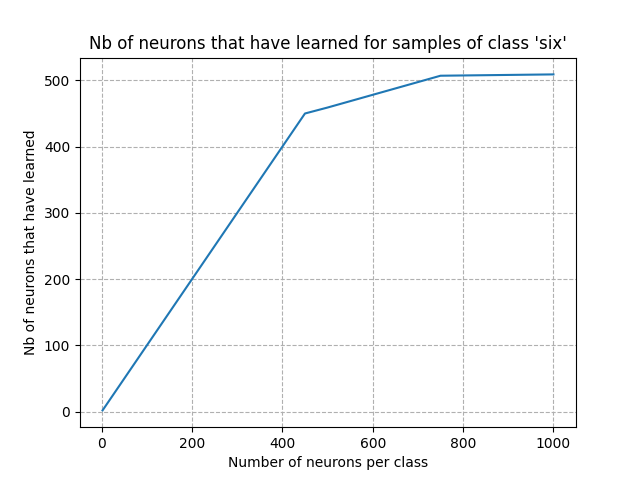 Nb of neurons that have learned for samples of class 'six'
Nb of neurons that have learned
500
400
300
200
100
0
0 200 400 600 800 1000
Number of neurons per class